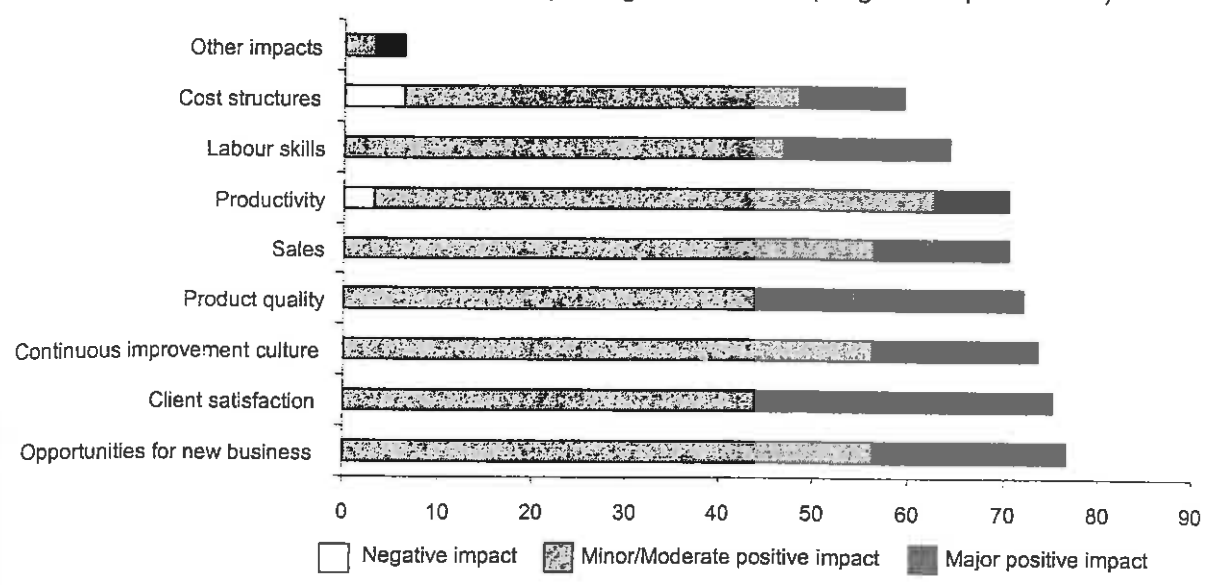 Other impacts
Cost structures
Labour skills
Productivity
Sales
Product quality
Continuous improvement culture
Client satisfaction
Opportunities for new business
0 10 20 30 40 50 60 70 80 90
Negative impact Minor/Moderate positive impact Major positive impact